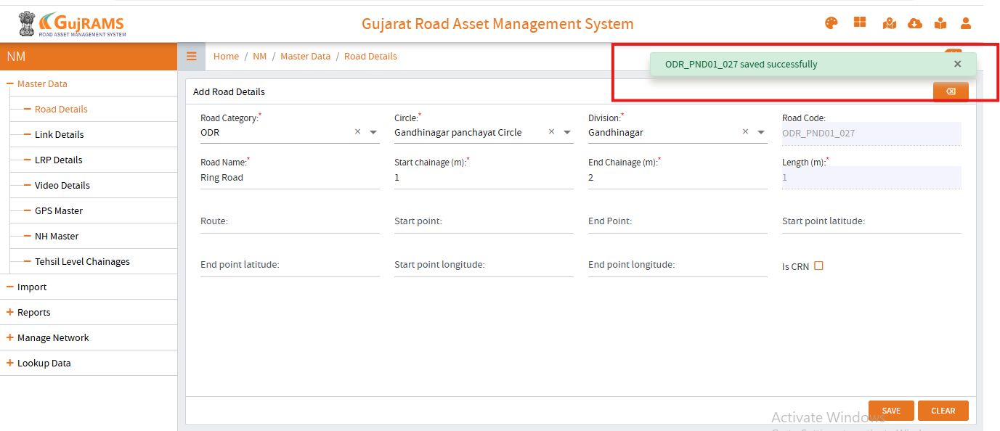 GujRAMS
ROAD ASSET MANAGEMENT SYSTEM
Gujarat Road Asset Management System
NM
Home / NM / Master Data / Road Details
ODR_PND01_027 saved successfully
Master Data
Road Details
Link Details
LRP Details
Video Details
GPS Master
NH Master
Tehsil Level Chainages
Import
Reports
Manage Network
Lookup Data
Add Road Details
Road Category:* Circle:* Division:* Road Code:
ODR Gandhinagar panchayat Circle Gandhinagar ODR_PND01_027
Road Name:* Start chainage (m):* End Chainage (m):* Length (m):*
Ring Road 1 2 1
Route: Start point: End Point: Start point latitude:
End point latitude: Start point longitude: End point longitude: Is CRN
SAVE CLEAR
Activate Windows